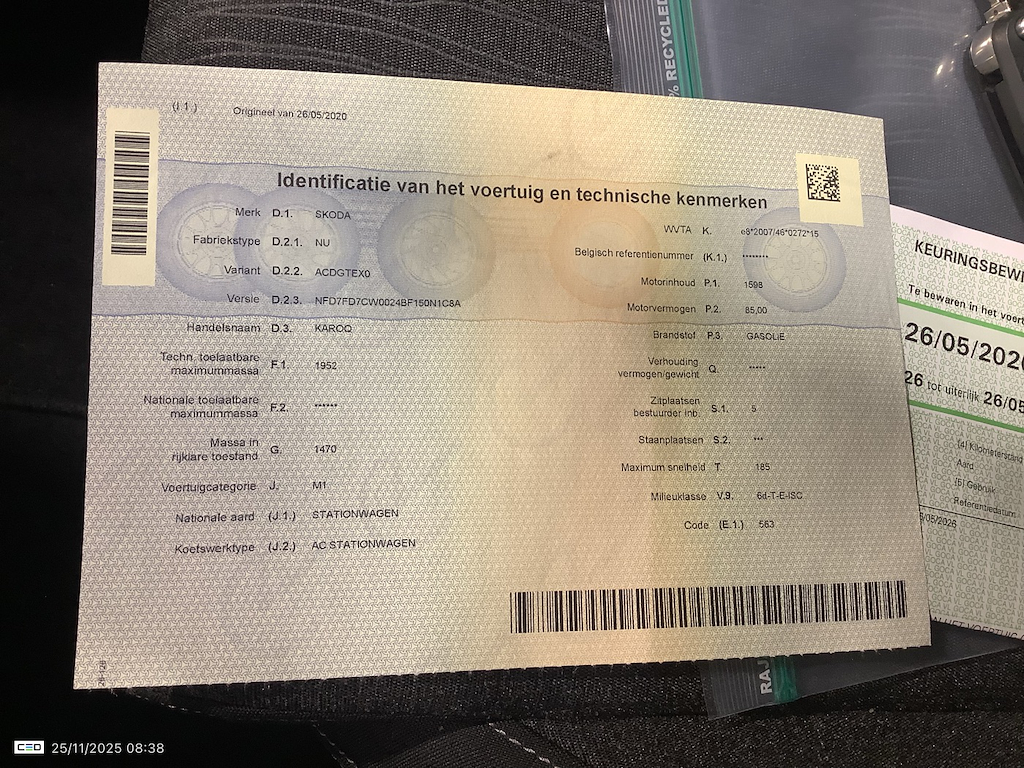 % RECYCLED
(I 1.)
Origineel van 26/05/2020
Identificatie van het voertuig en technische kenmerken
Merk D.1. SKODA
Fabriekstype D.2.1. NU
Variant D.2.2. ACDGTEX0
Versie D.2.3. NFD7FD7CW0024BF150N1C8A
Handelsnaam D.3. KAROQ
Techn. toelaatbare
maximummassa F.1. 1952
Nationale toelaatbare
maximummassa F.2. ******
Massa in
rijklare toestand G. 1470
Voertuigcategorie J. M1
Nationale aard (J.1.) STATIONWAGEN
Koetswerktype (J.2.) AC STATIONWAGEN
WVTA K. e8*2007/46*0272*15
Belgisch referentienummer (K.1.) ********
Motorinhoud P.1. 1598
Motorvermogen P.2. 85,00
Brandstof P.3. GASOLIE
Verhouding
vermogen/gewicht Q. *****
Zitplaatsen
bestuurder inb. S.1. 5
Staanplaatsen S.2. ***
Maximum snelheid T. 185
Milieuklasse V.9. 6d-T-E-ISC
Code (E.1.) 563
KEURINGSBEWI
Te bewaren in het voert
26/05/202
26 tot uiterlijk 26/05
(4) Kilometerstand
Aard
(5) Gebruik
Referentiedatum
/05/2026
RAJ
CEO 25/11/2025 08:38